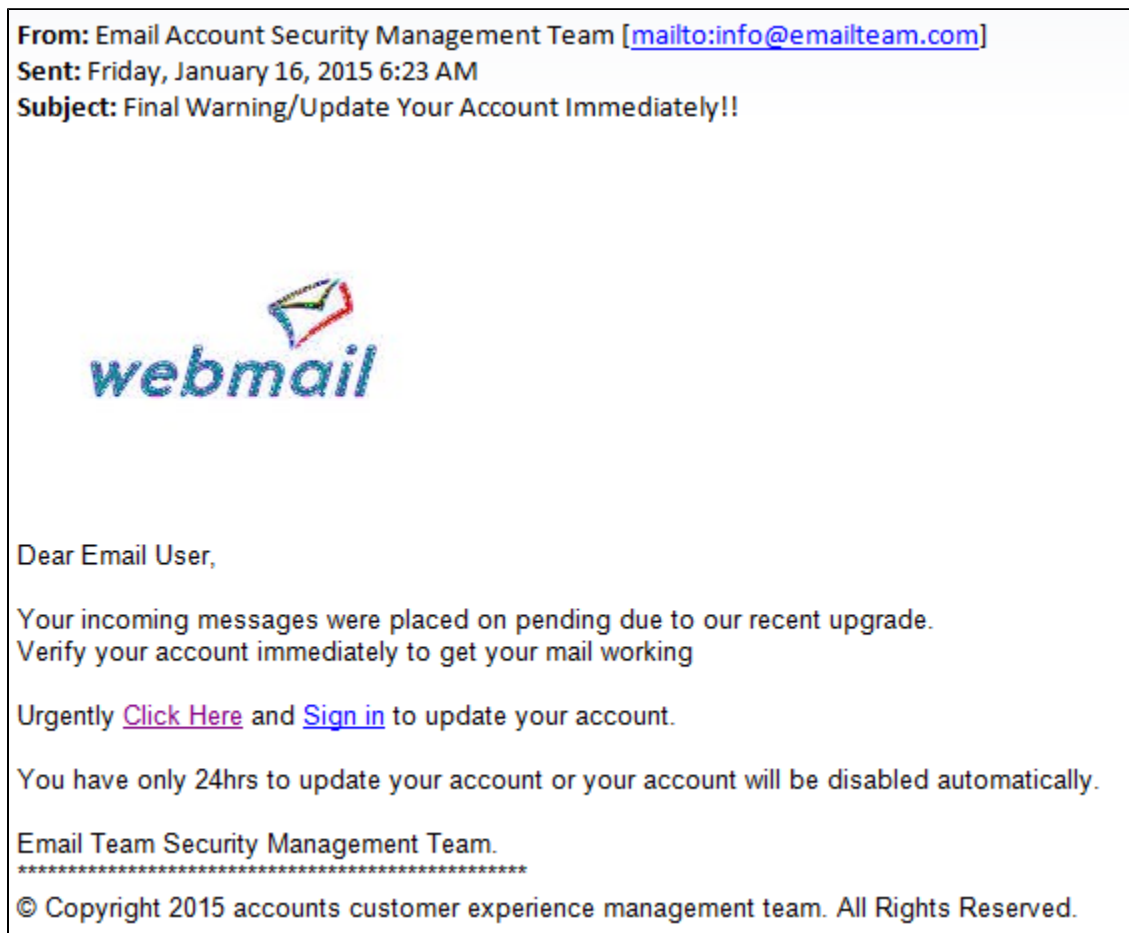 From: Email Account Security Management Team [mailto:info@emailteam.com]
Sent: Friday, January 16, 2015 6:23 AM
Subject: Final Warning/Update Your Account Immediately!!
webmail
Dear Email User,
Your incoming messages were placed on pending due to our recent upgrade.
Verify your account immediately to get your mail working
Urgently Click Here and Sign in to update your account.
You have only 24hrs to update your account or your account will be disabled automatically.
Email Team Security Management Team.
***************************************************
© Copyright 2015 accounts customer experience management team. All Rights Reserved.